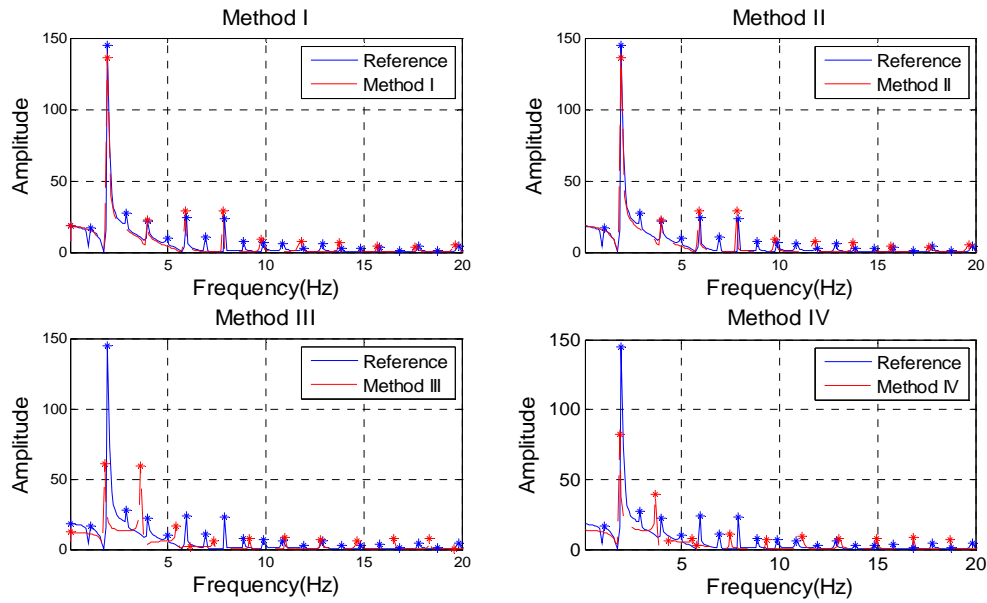 Method I
150
100
50
0
Amplitude
Reference
Method I
5
10
15
20
Frequency(Hz)
Method II
150
100
50
0
Amplitude
Reference
Method II
5
10
15
20
Frequency(Hz)
Method III
150
100
50
0
Amplitude
Reference
Method III
5
10
15
20
Frequency(Hz)
Method IV
150
100
50
0
Amplitude
Reference
Method IV
5
10
15
20
Frequency(Hz)